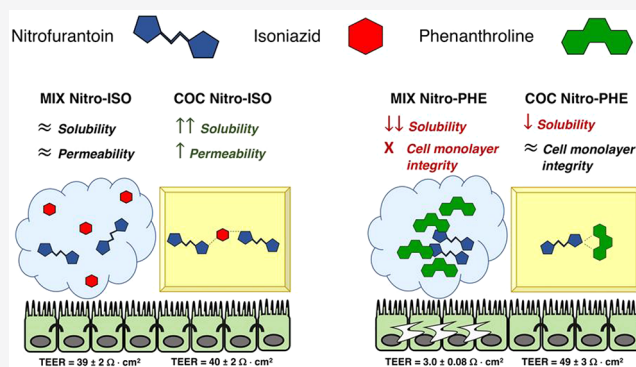 Nitrofurantoin
Isoniazid
Phenanthroline
MIX Nitro-ISO
≈ Solubility
≈ Permeability
COC Nitro-ISO
↑↑ Solubility
↑ Permeability
MIX Nitro-PHE
↓↓ Solubility
X Cell monolayer
integrity
COC Nitro-PHE
↓ Solubility
≈ Cell monolayer
integrity
TEER = 39 ± 2 Ω · cm²
TEER = 40 ± 2 Ω · cm²
TEER = 3.0 ± 0.08 Ω · cm²
TEER = 49 ± 3 Ω · cm²